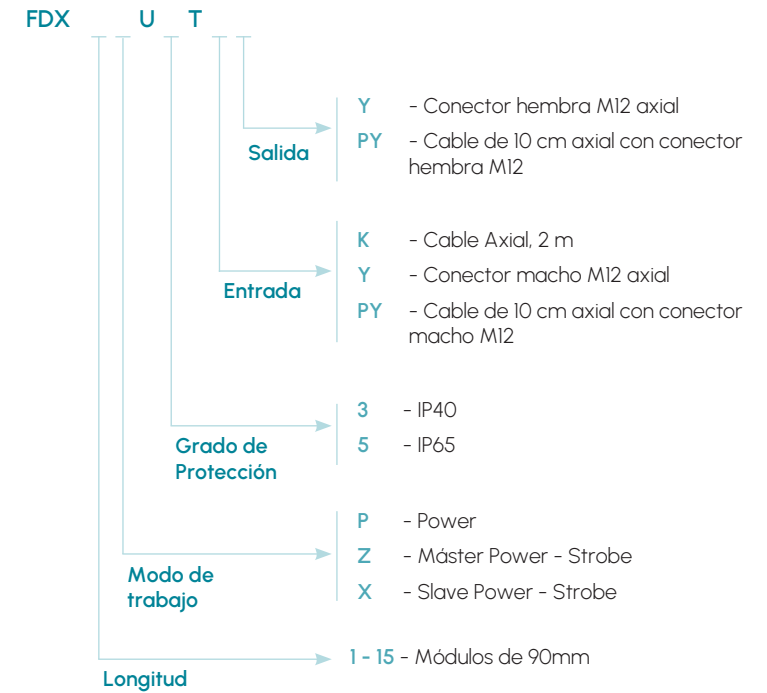 FDX U T
Y - Conector hembra M12 axial
PY - Cable de 10 cm axial con conector
hembra M12
Salida
K - Cable Axial, 2 m
Y - Conector macho M12 axial
PY - Cable de 10 cm axial con conector
macho M12
Entrada
3 - IP40
5 - IP65
Grado de
Protección
P - Power
Z - Máster Power - Strobe
X - Slave Power - Strobe
Modo de
trabajo
1 - 15 - Módulos de 90mm
Longitud